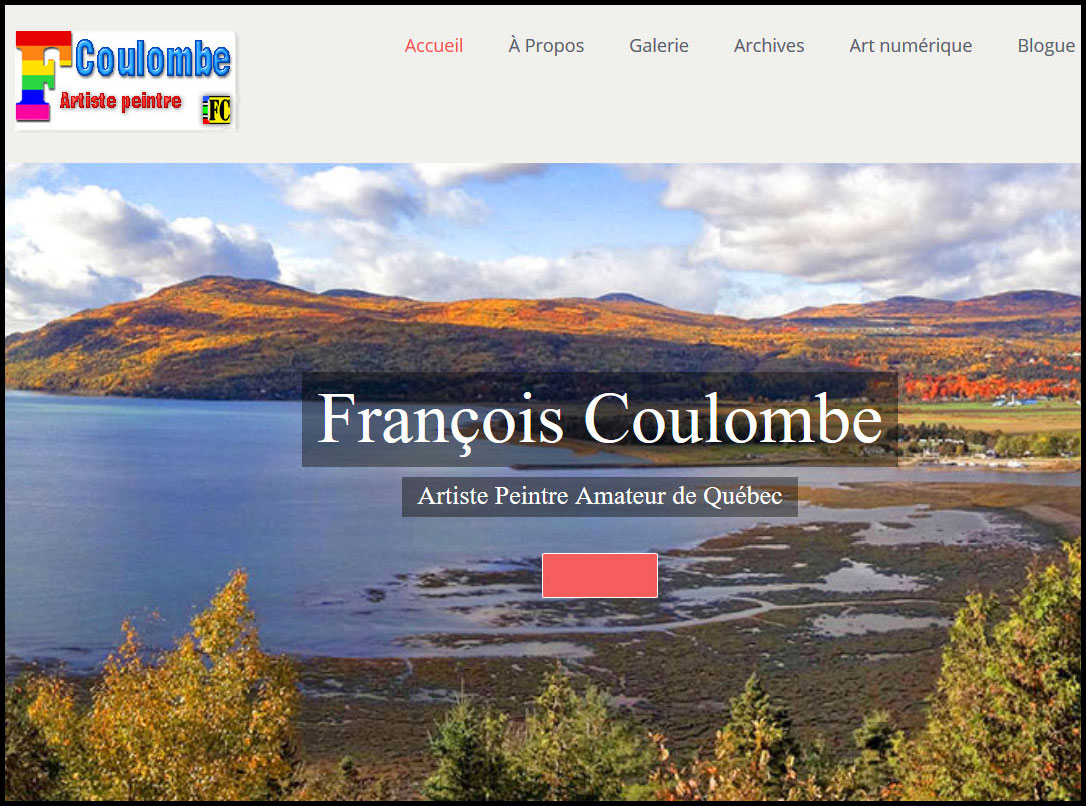 F Coulombe
Artiste peintre
FC
Accueil À Propos Galerie Archives Art numérique Blogue
François Coulombe
Artiste Peintre Amateur de Québec